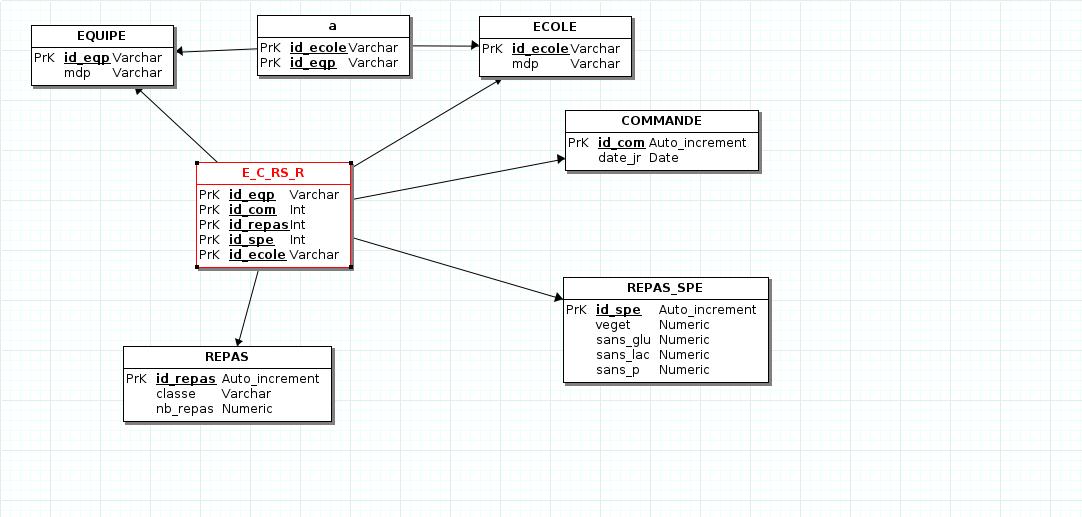 EQUIPE
PrK id_eqp Varchar
mdp Varchar
a
PrK id_ecole Varchar
PrK id_eqp Varchar
ECOLE
PrK id_ecole Varchar
mdp Varchar
COMMANDE
PrK id_com Auto_increment
date_jr Date
E_C_RS_R
PrK id_eqp Varchar
PrK id_com Int
PrK id_repas Int
PrK id_spe Int
PrK id_ecole Varchar
REPAS_SPE
PrK id_spe Auto_increment
veget Numeric
sans_glu Numeric
sans_lac Numeric
sans_p Numeric
REPAS
PrK id_repas Auto_increment
classe Varchar
nb_repas Numeric